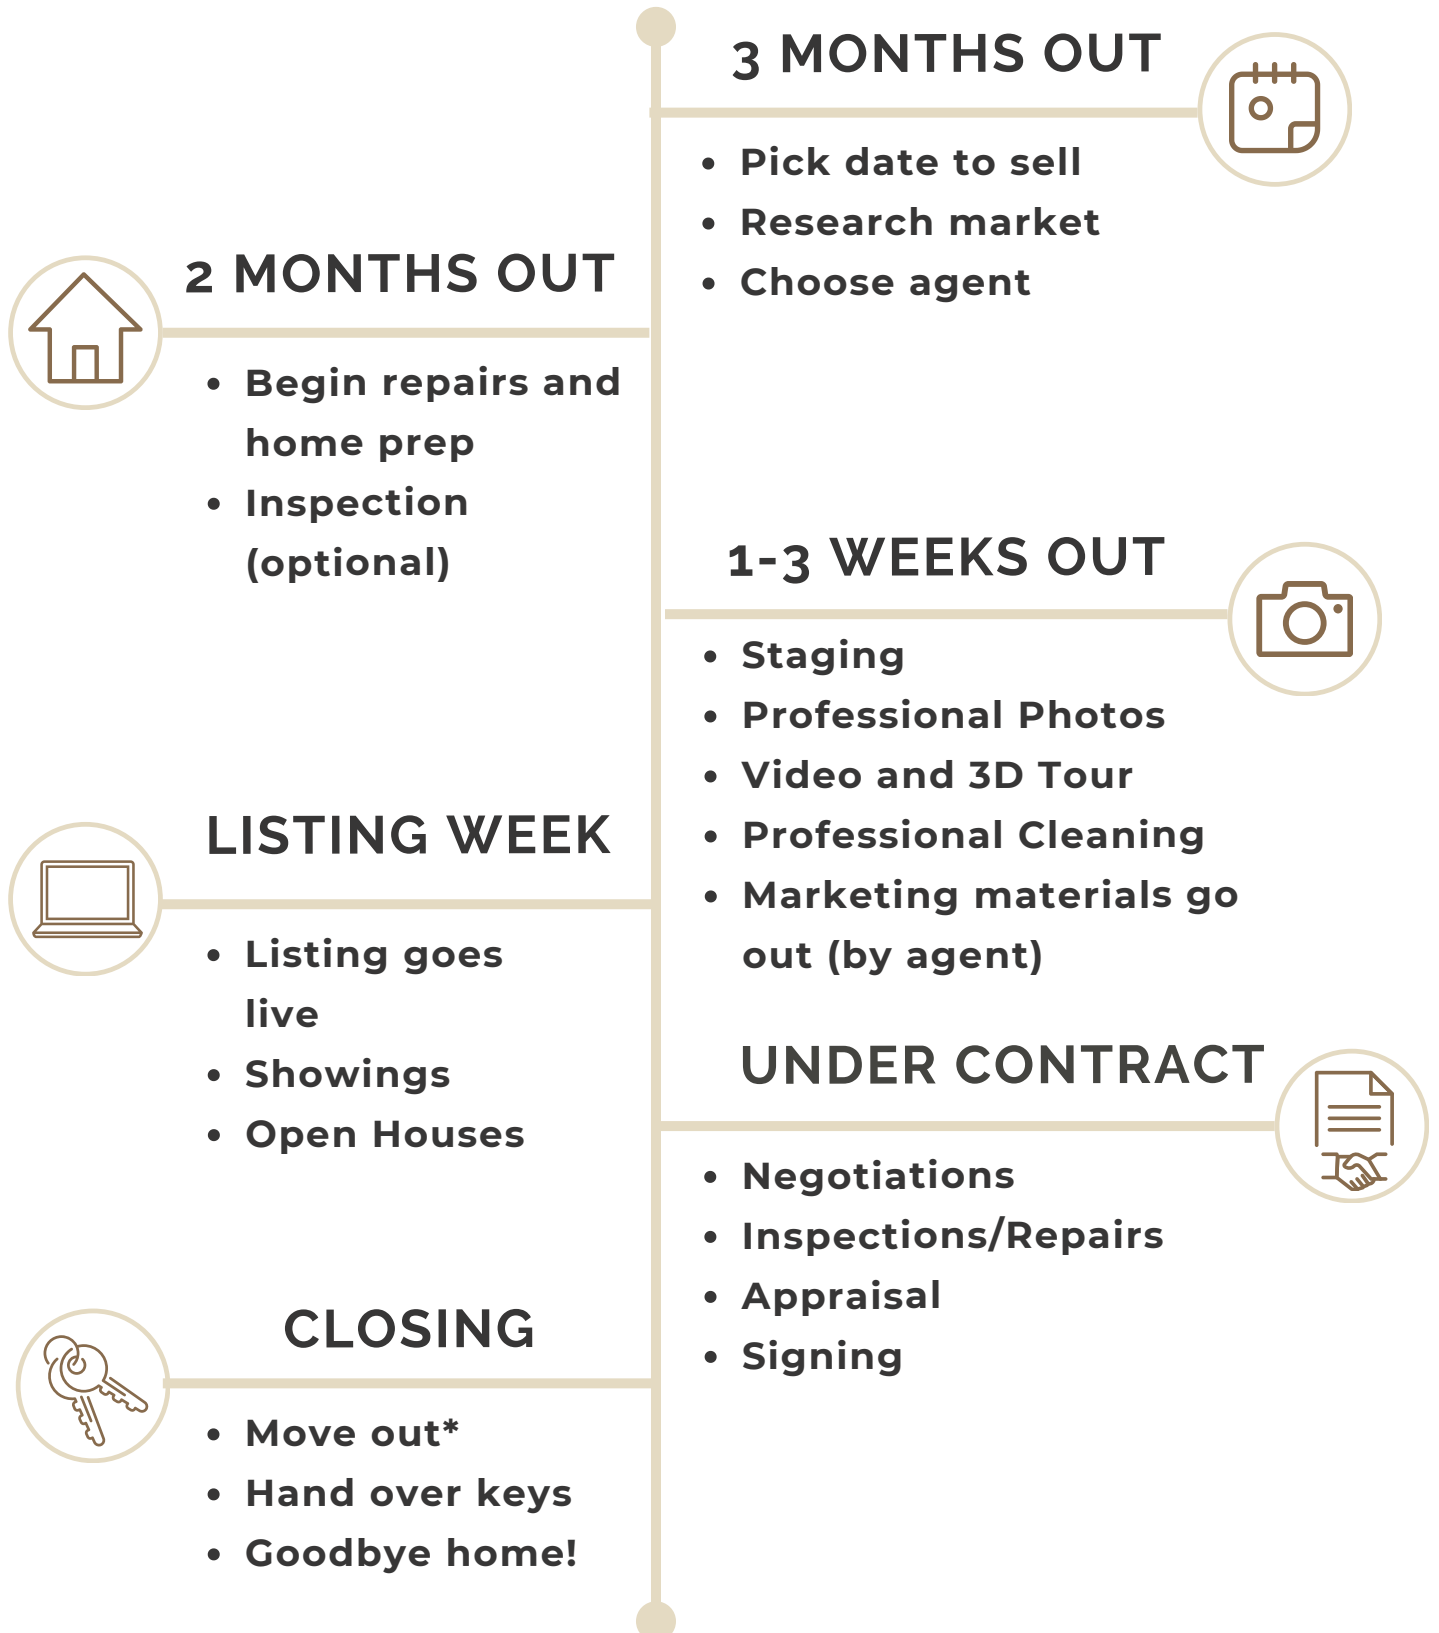 3 MONTHS OUT
• Pick date to sell
• Research market
• Choose agent
2 MONTHS OUT
• Begin repairs and
home prep
• Inspection
(optional)
1-3 WEEKS OUT
• Staging
• Professional Photos
• Video and 3D Tour
• Professional Cleaning
• Marketing materials go
out (by agent)
LISTING WEEK
• Listing goes
live
• Showings
• Open Houses
UNDER CONTRACT
• Negotiations
• Inspections/Repairs
• Appraisal
• Signing
CLOSING
• Move out*
• Hand over keys
• Goodbye home!